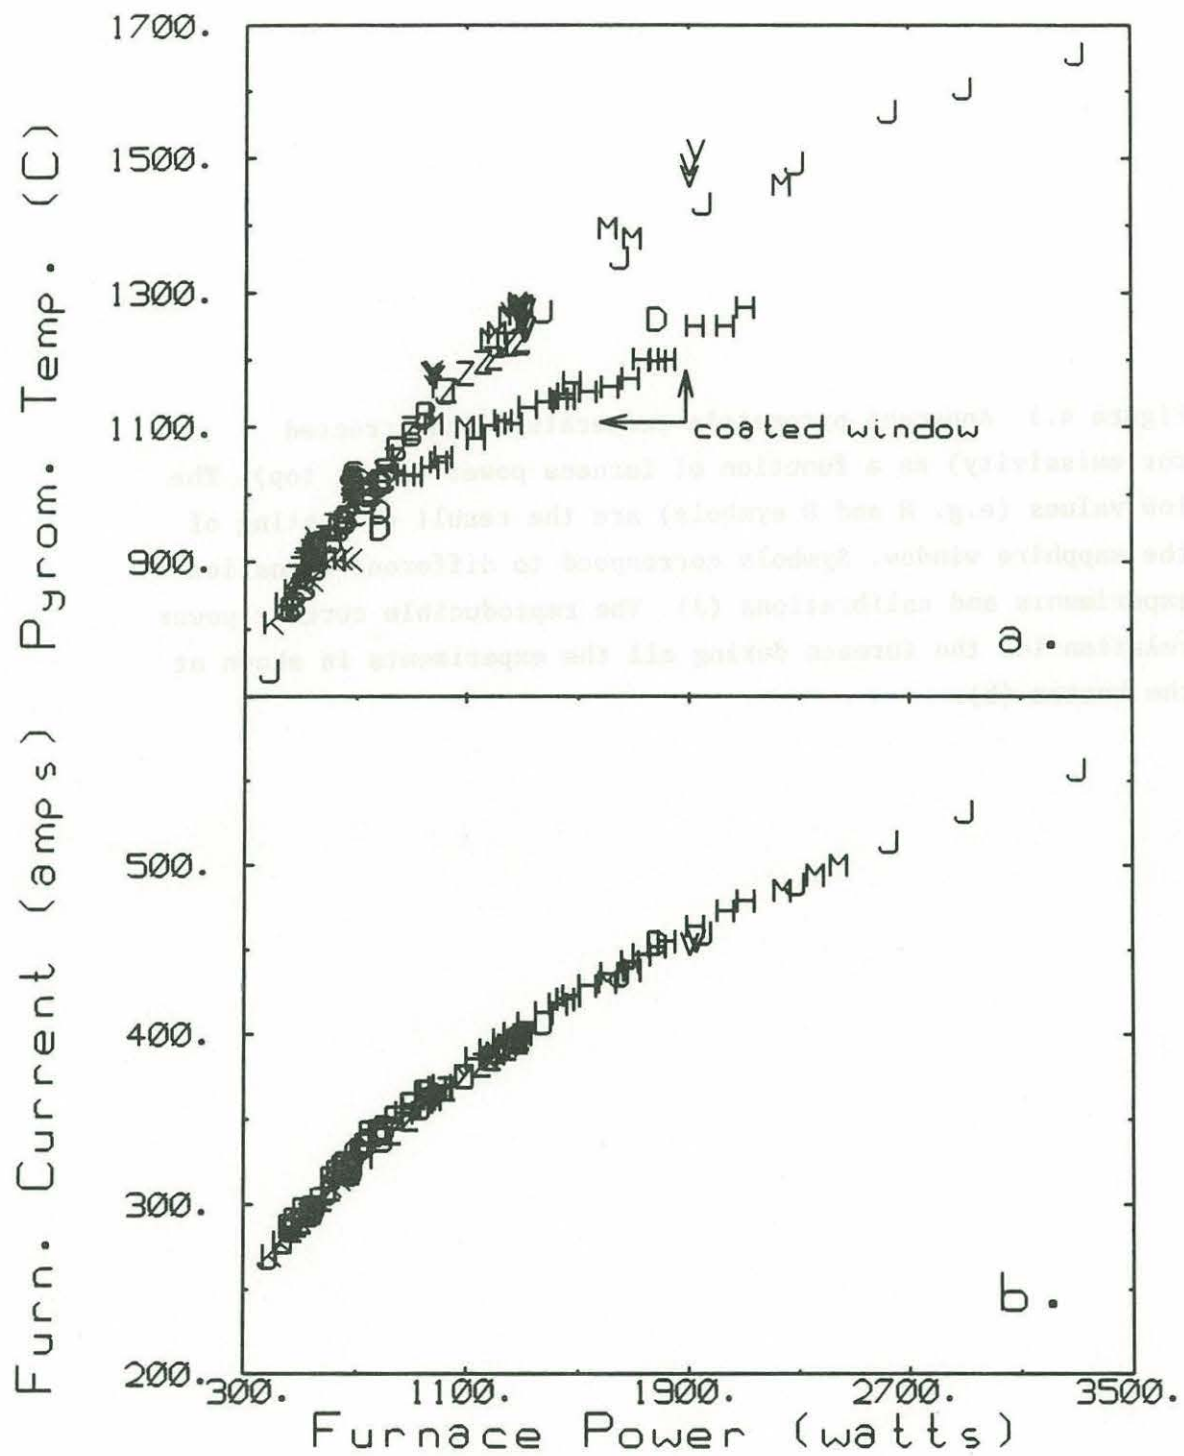 1700.
1500.
1300.
1100.
900.
Pyrom. Temp. (C)
coated window
a.
500.
400.
300.
200.
Furn. Current (amps)
b.
300. 1100. 1900. 2700. 3500.
Furnace Power (watts)